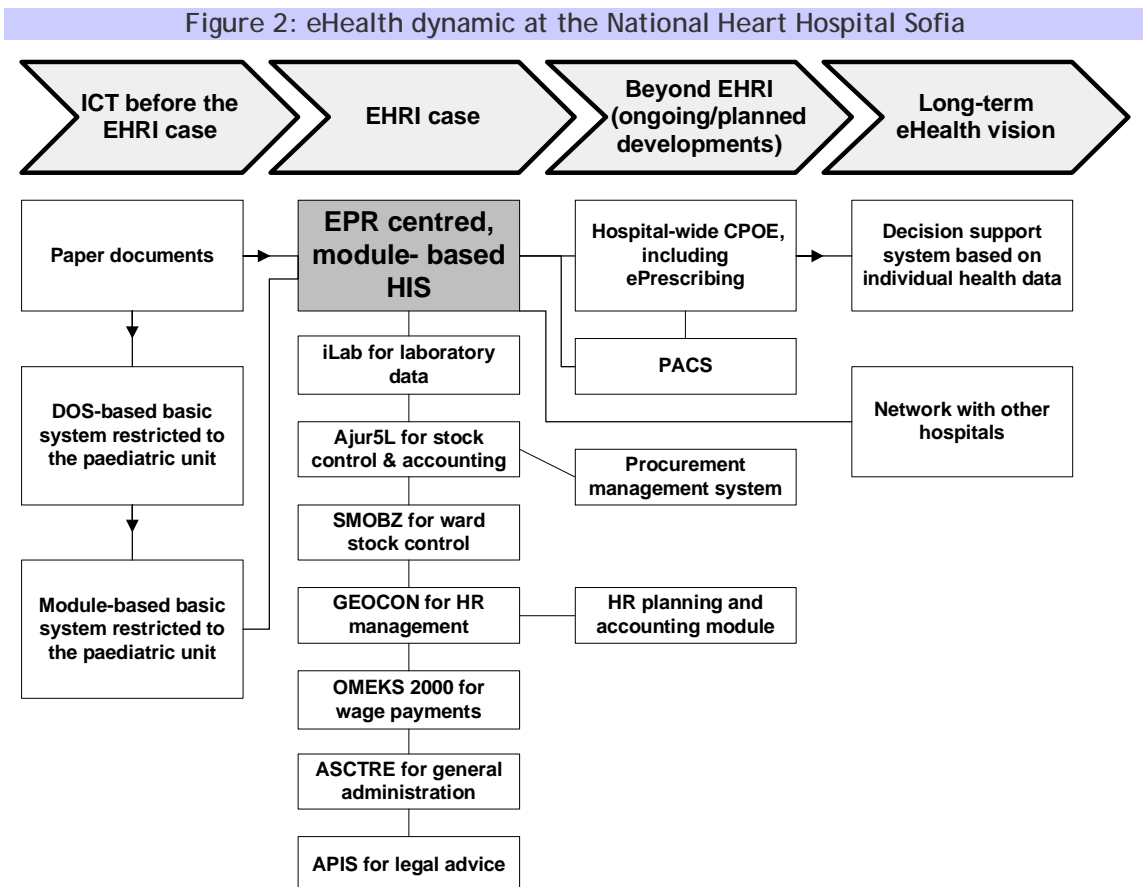 Figure 2: eHealth dynamic at the National Heart Hospital Sofia
ICT before the
EHRI case
EHRI case
Beyond EHRI
(ongoing/planned
developments)
Long-term
eHealth vision
Paper documents
DOS-based basic
system restricted to
the paediatric unit
Module-based basic
system restricted to
the paediatric unit
EPR centred,
module- based
HIS
iLab for laboratory
data
Ajur5L for stock
control & accounting
SMOBZ for ward
stock control
GEOCON for HR
management
OMEKS 2000 for
wage payments
ASCTRE for general
administration
APIS for legal advice
Hospital-wide CPOE,
including
ePrescribing
PACS
Procurement
management system
HR planning and
accounting module
Decision support
system based on
individual health data
Network with other
hospitals